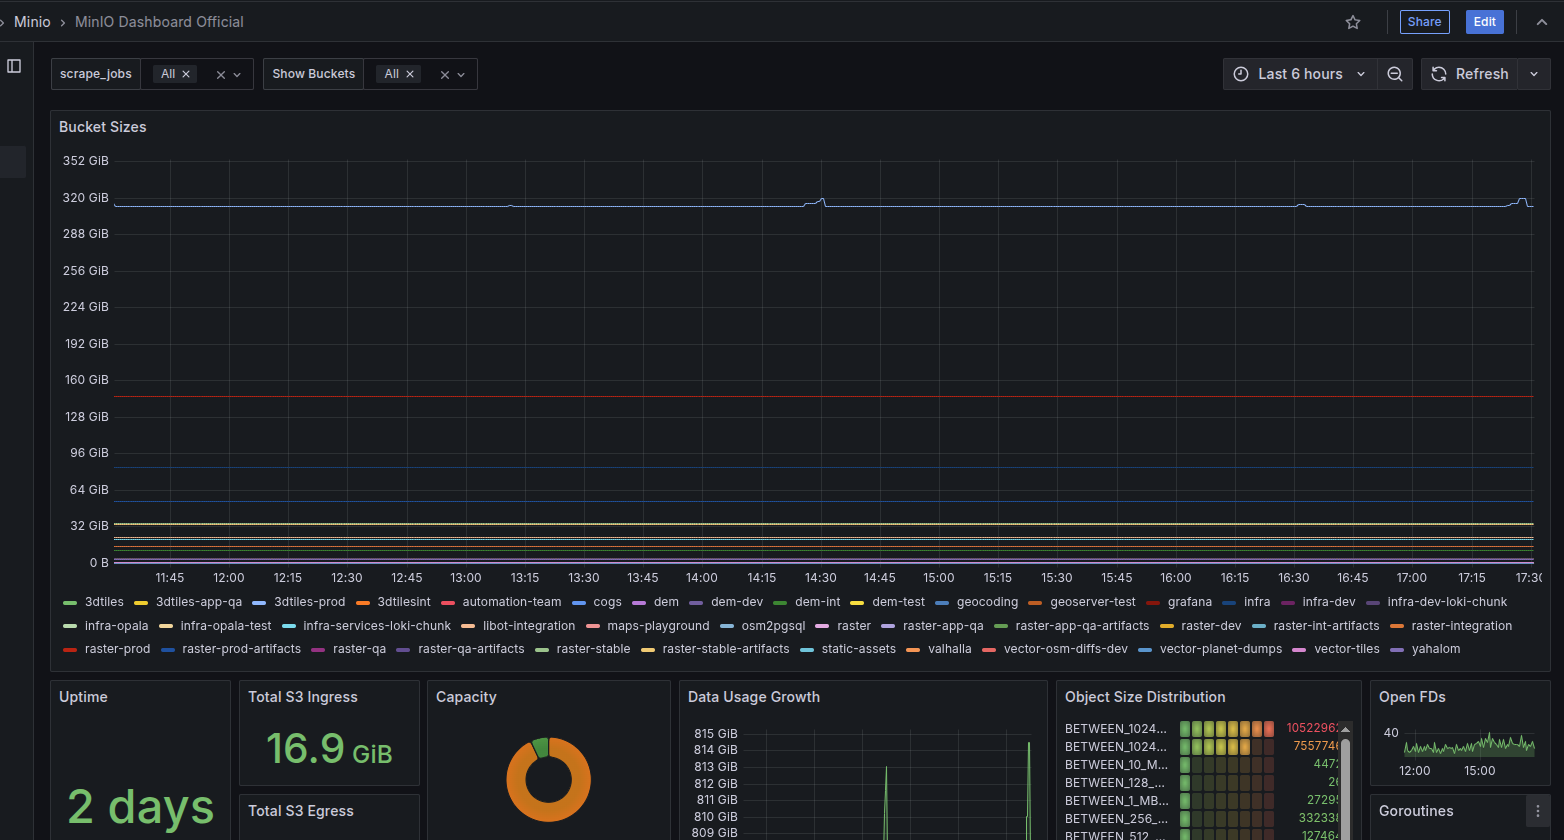 Minio › MinIO Dashboard Official Share Edit
scrape_jobs All × Show Buckets All × Last 6 hours Refresh
Bucket Sizes
352 GiB
320 GiB
288 GiB
256 GiB
224 GiB
192 GiB
160 GiB
128 GiB
96 GiB
64 GiB
32 GiB
0 B
11:45 12:00 12:15 12:30 12:45 13:00 13:15 13:30 13:45 14:00 14:15 14:30 14:45 15:00 15:15 15:30 15:45 16:00 16:15 16:30 16:45 17:00 17:15 17:30
3dtiles 3dtiles-app-qa 3dtiles-prod 3dtilesint automation-team cogs dem dem-dev dem-int dem-test geocoding geoserver-test grafana infra infra-dev infra-dev-loki-chunk
infra-opala infra-opala-test infra-services-loki-chunk libot-integration maps-playground osm2pgsql raster raster-app-qa raster-app-qa-artifacts raster-dev raster-int-artifacts raster-integration
raster-prod raster-prod-artifacts raster-qa raster-qa-artifacts raster-stable raster-stable-artifacts static-assets valhalla vector-osm-diffs-dev vector-planet-dumps vector-tiles yahalom
Uptime
2 days
Total S3 Ingress
16.9 GiB
Total S3 Egress
Capacity
Data Usage Growth
815 GiB
814 GiB
813 GiB
812 GiB
811 GiB
810 GiB
809 GiB
Object Size Distribution
BETWEEN_1024... 1052296
BETWEEN_1024... 755774
BETWEEN_10_M... 447
BETWEEN_128_... 2
BETWEEN_1_MB... 2729
BETWEEN_256_... 33233
BETWEEN_512_... 12746
Open FDs
40
12:00 15:00
Goroutines